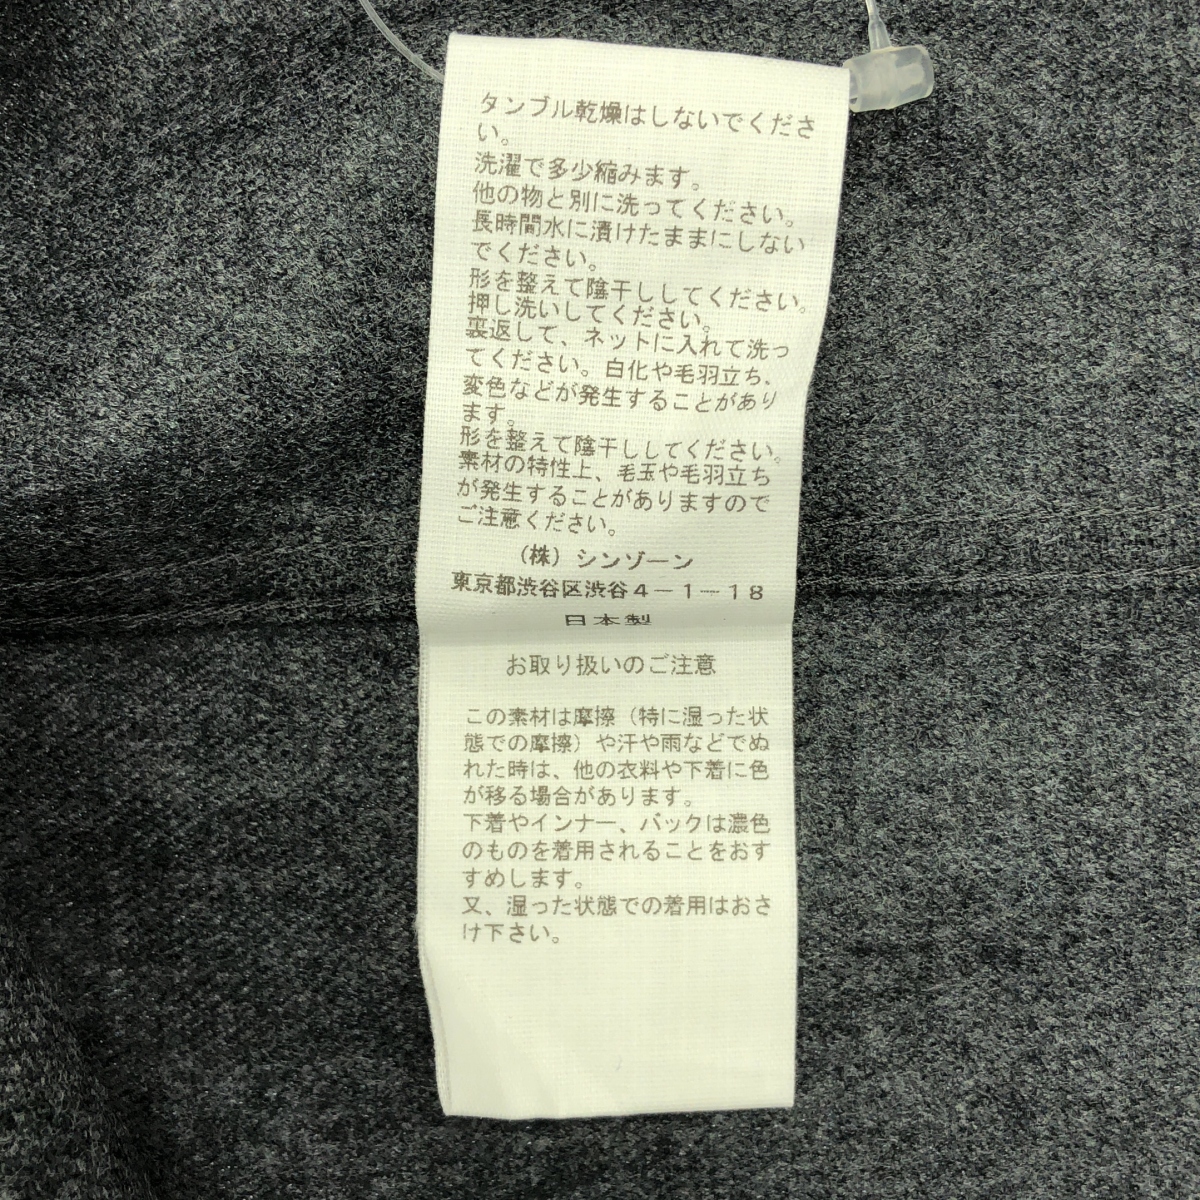 タンブル乾燥はしないでくださ
い。
洗濯で多少縮みます。
他の物と別に洗ってください。
長時間水に漬けたままにしない
でください。
形を整えて陰干ししてください。
押し洗いしてください。
裏返して、ネットに入れて洗っ
てください。白化や毛羽立ち、
変色などが発生することがあり
ます。
形を整えて陰干ししてください。
素材の特性上、毛玉や毛羽立ち
が発生することがありますので
ご注意ください。
（株）シンゾーン
東京都渋谷区渋谷４－１－１８
日本製
お取り扱いのご注意
この素材は摩擦（特に湿った状
態での摩擦）や汗や雨などでぬ
れた時は、他の衣料や下着に色
が移る場合があります。
下着やインナー、バックは濃色
のものを着用されることをおす
すめします。
又、湿った状態での着用はおさ
け下さい。